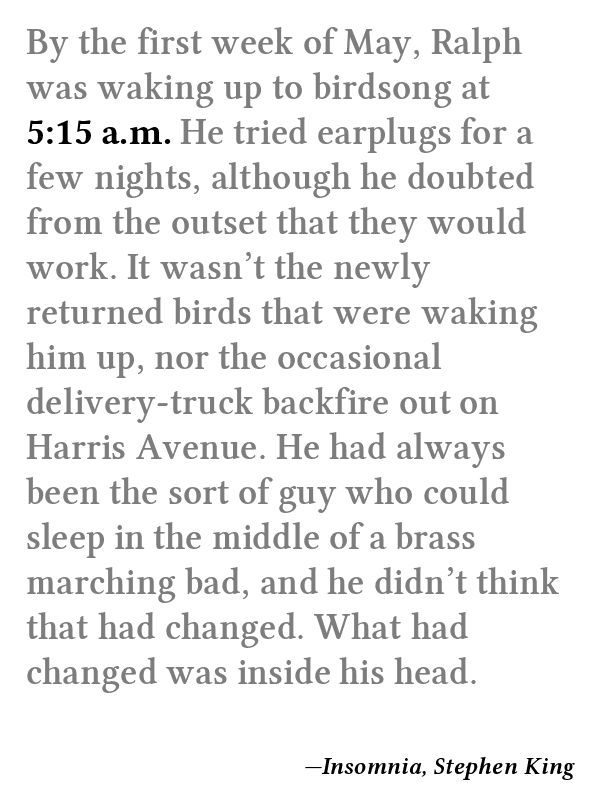 By the first week of May, Ralph
was waking up to birdsong at
5:15 a.m. He tried earplugs for a
few nights, although he doubted
from the outset that they would
work. It wasn’t the newly
returned birds that were waking
him up, nor the occasional
delivery-truck backfire out on
Harris Avenue. He had always
been the sort of guy who could
sleep in the middle of a brass
marching bad, and he didn’t think
that had changed. What had
changed was inside his head.
—Insomnia, Stephen King